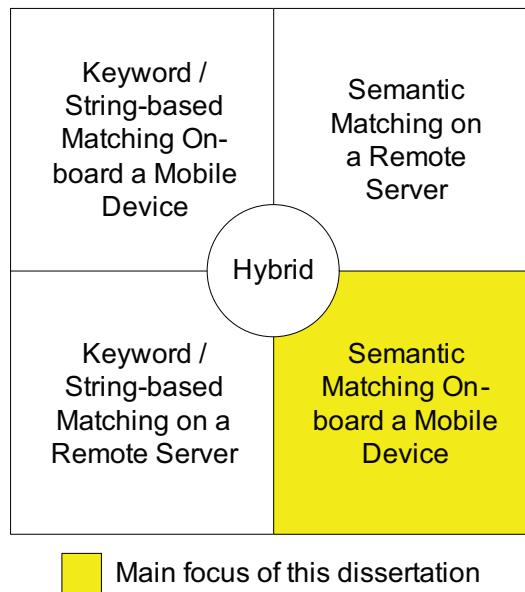 Keyword /
String-based
Matching On-
board a Mobile
Device
Semantic
Matching on
a Remote
Server
Hybrid
Keyword /
String-based
Matching on a
Remote Server
Semantic
Matching On-
board a Mobile
Device
Main focus of this dissertation